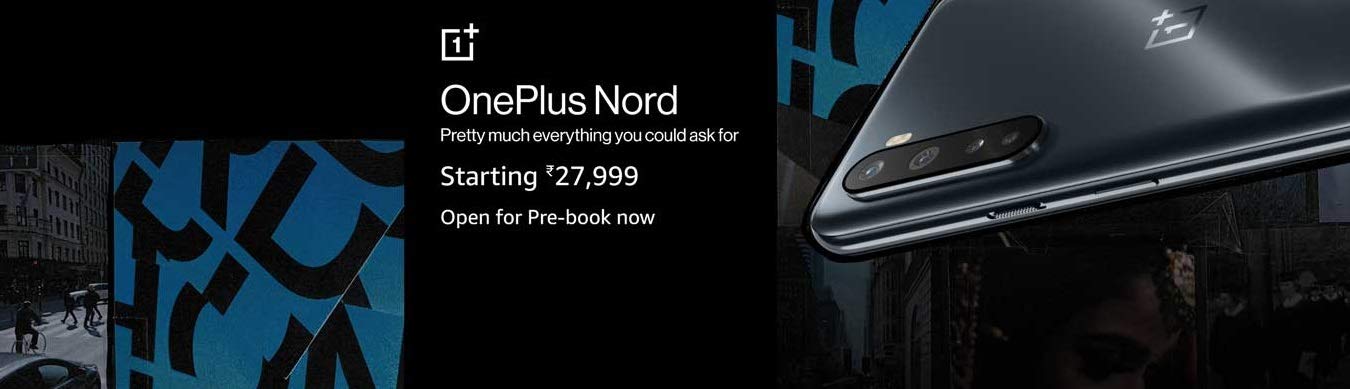 OnePlus Nord
Pretty much everything you could ask for
Starting ₹27,999
Open for Pre-book now